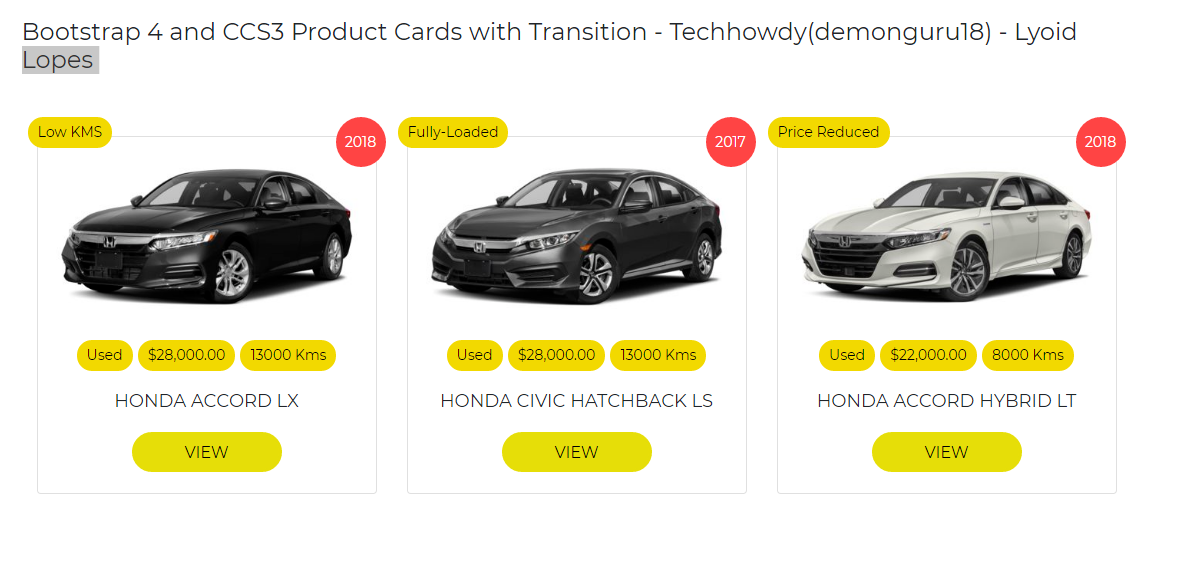 Bootstrap 4 and CCS3 Product Cards with Transition - Techhowdy(demonguru18) - Lyoid
Lopes
Low KMS
2018
Used
$28,000.00
13000 Kms
HONDA ACCORD LX
VIEW
Fully-Loaded
2017
Used
$28,000.00
13000 Kms
HONDA CIVIC HATCHBACK LS
VIEW
Price Reduced
2018
Used
$22,000.00
8000 Kms
HONDA ACCORD HYBRID LT
VIEW